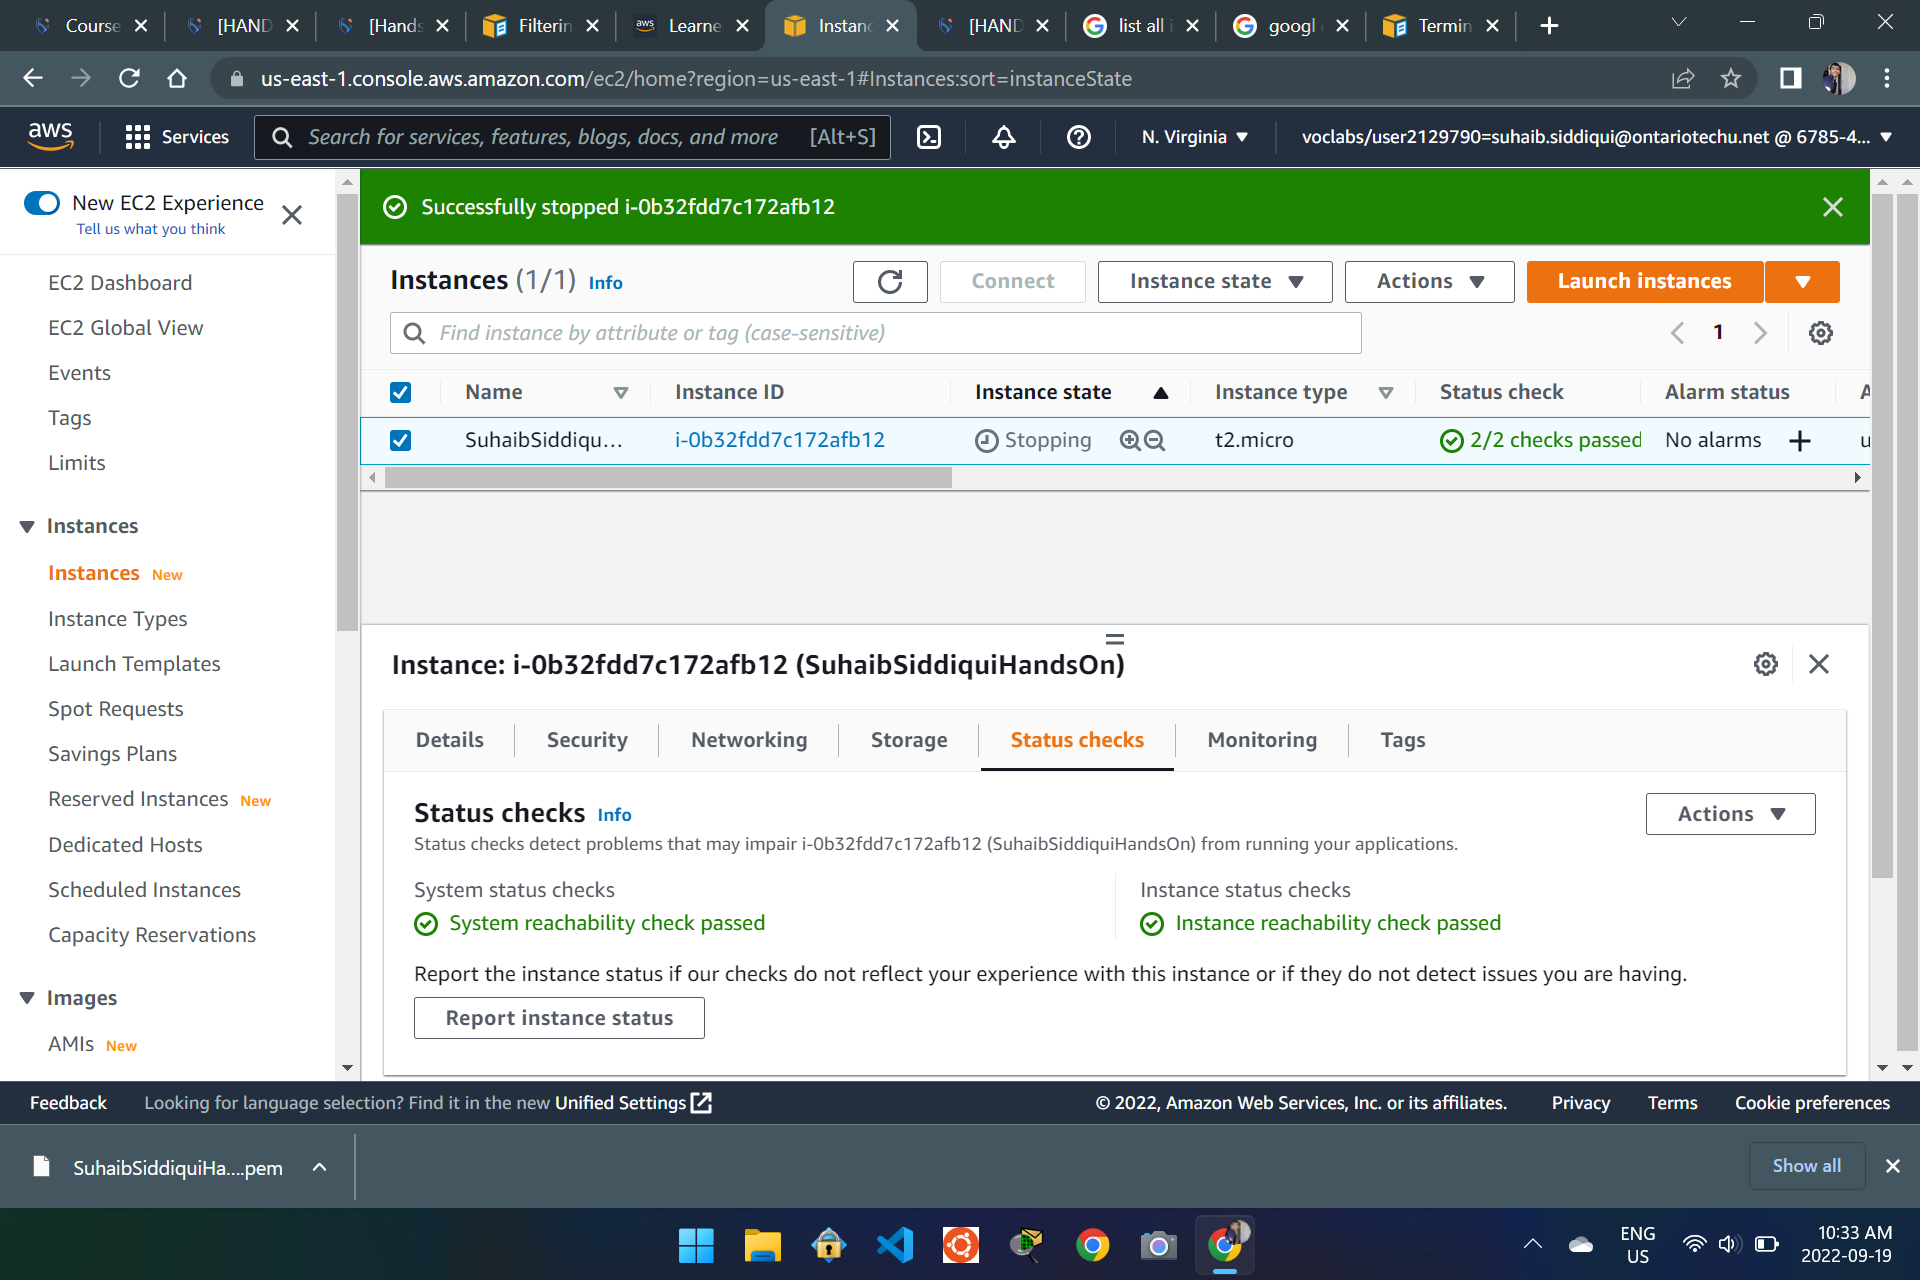 Course
[HAND
[Hands
Filterin
Learne
Instanc
[HAND
list all i
googl
Termin
us-east-1.console.aws.amazon.com/ec2/home?region=us-east-1#Instances:sort=instanceState
aws
Services
Search for services, features, blogs, docs, and more [Alt+S]
N. Virginia
voclabs/user2129790=suhaib.siddiqui@ontariotechu.net @ 6785-4...
New EC2 Experience
Tell us what you think
EC2 Dashboard
EC2 Global View
Events
Tags
Limits
Instances
Instances New
Instance Types
Launch Templates
Spot Requests
Savings Plans
Reserved Instances New
Dedicated Hosts
Scheduled Instances
Capacity Reservations
Images
AMIs New
Successfully stopped i-0b32fdd7c172afb12
Instances (1/1) Info
Connect
Instance state
Actions
Launch instances
Find instance by attribute or tag (case-sensitive)
1
Name Instance ID Instance state Instance type Status check Alarm status A
SuhaibSiddiqu... i-0b32fdd7c172afb12 Stopping t2.micro 2/2 checks passed No alarms u
Instance: i-0b32fdd7c172afb12 (SuhaibSiddiquiHandsOn)
Details Security Networking Storage Status checks Monitoring Tags
Status checks Info
Actions
Status checks detect problems that may impair i-0b32fdd7c172afb12 (SuhaibSiddiquiHandsOn) from running your applications.
System status checks
System reachability check passed
Instance status checks
Instance reachability check passed
Report the instance status if our checks do not reflect your experience with this instance or if they do not detect issues you are having.
Report instance status
Feedback Looking for language selection? Find it in the new Unified Settings
© 2022, Amazon Web Services, Inc. or its affiliates. Privacy Terms Cookie preferences
SuhaibSiddiquiHa....pem
Show all
ENG
US
10:33 AM
2022-09-19